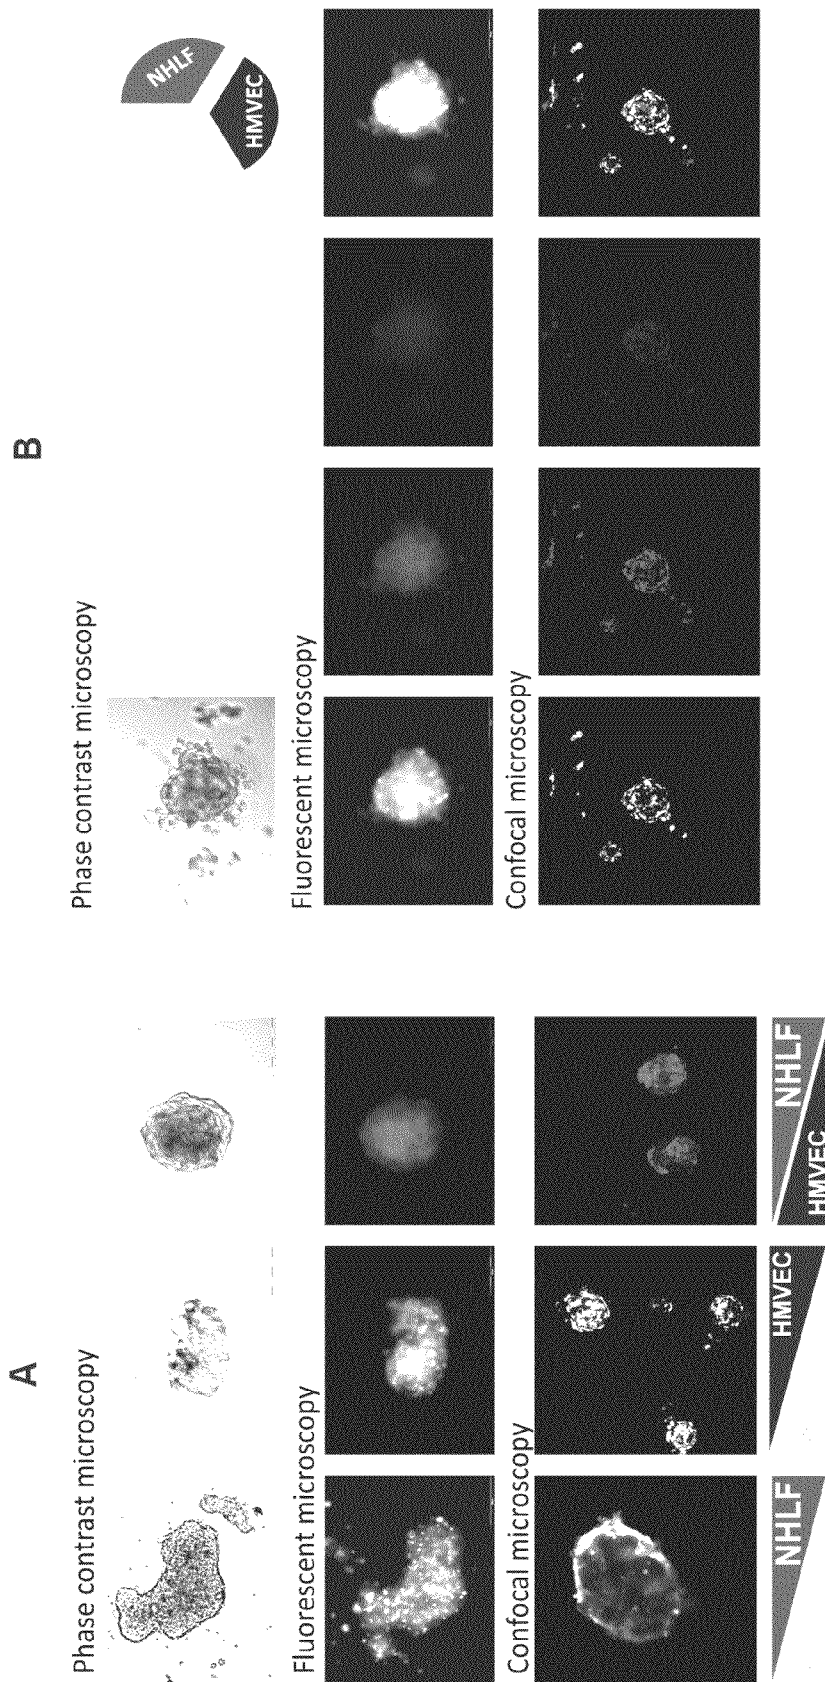 A
Phase contrast microscopy
Fluorescent microscopy
Confocal microscopy
NHLF
HMVEC
HMVEC
NHLF
B
Phase contrast microscopy
NHLF
HMVEC
Fluorescent microscopy
Confocal microscopy